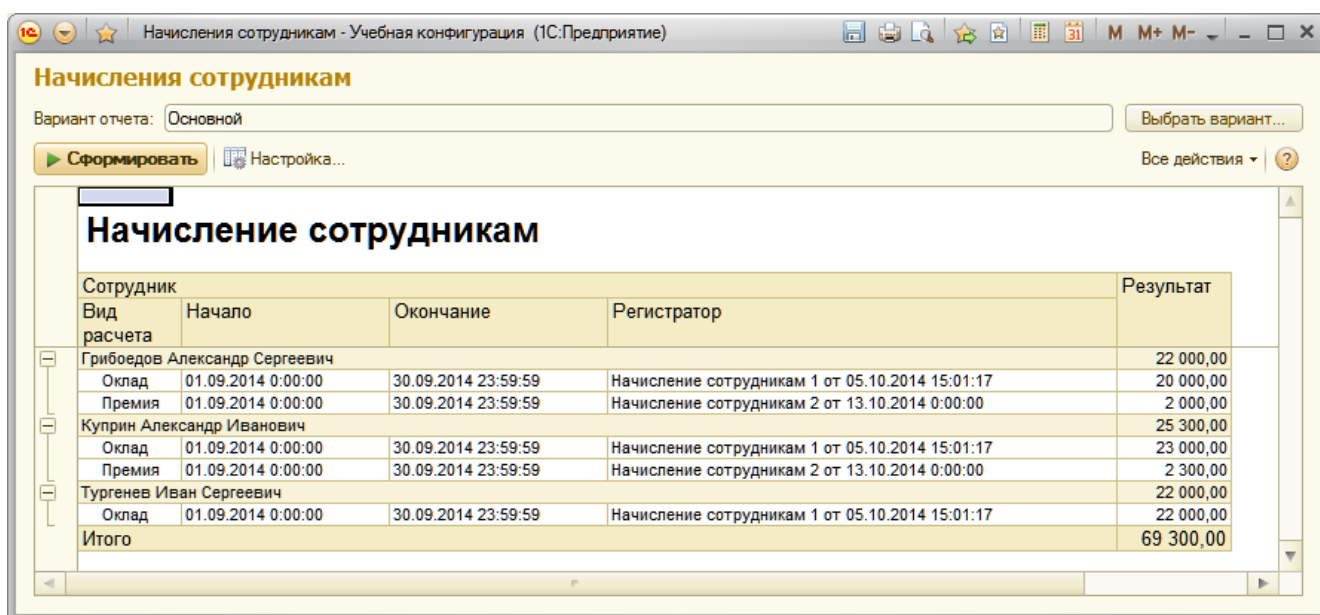 1С Начисления сотрудникам - Учебная конфигурация (1С:Предприятие) 31 M M+ M-
Начисления сотрудникам
Вариант отчета: Основной Выбрать вариант...
Сформировать Настройка... Все действия ?
Начисление сотрудникам
Сотрудник Результат
Вид расчета Начало Окончание Регистратор
Грибоедов Александр Сергеевич 22 000,00
Оклад 01.09.2014 0:00:00 30.09.2014 23:59:59 Начисление сотрудникам 1 от 05.10.2014 15:01:17 20 000,00
Премия 01.09.2014 0:00:00 30.09.2014 23:59:59 Начисление сотрудникам 2 от 13.10.2014 0:00:00 2 000,00
Куприн Александр Иванович 25 300,00
Оклад 01.09.2014 0:00:00 30.09.2014 23:59:59 Начисление сотрудникам 1 от 05.10.2014 15:01:17 23 000,00
Премия 01.09.2014 0:00:00 30.09.2014 23:59:59 Начисление сотрудникам 2 от 13.10.2014 0:00:00 2 300,00
Тургенев Иван Сергеевич 22 000,00
Оклад 01.09.2014 0:00:00 30.09.2014 23:59:59 Начисление сотрудникам 1 от 05.10.2014 15:01:17 22 000,00
Итого 69 300,00